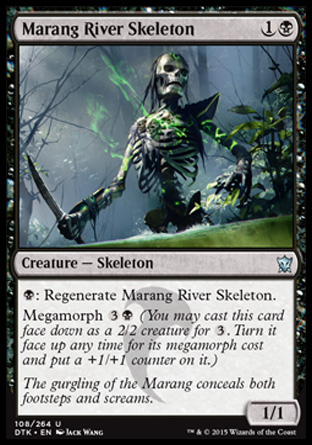 Marang River Skeleton 1
Creature — Skeleton
: Regenerate Marang River Skeleton.
Megamorph 3 (You may cast this
card face down as a 2/2 creature for 3. Turn it
face up any time for its megamorph cost
and put a +1/+1 counter on it.)
The gurgling of the Marang conceals both
footsteps and screams.
1/1
108/264 U
DTK • EN Jack Wang
™ & © 2015 Wizards of the Coast